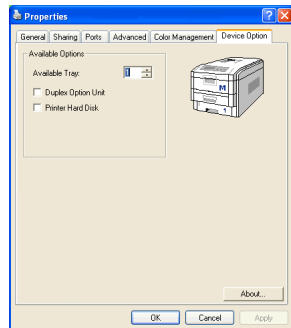 Properties
General Sharing Ports Advanced Color Management Device Option
Available Options
Available Tray: 1
Duplex Option Unit
Printer Hard Disk
M
1
About...
OK Cancel Apply